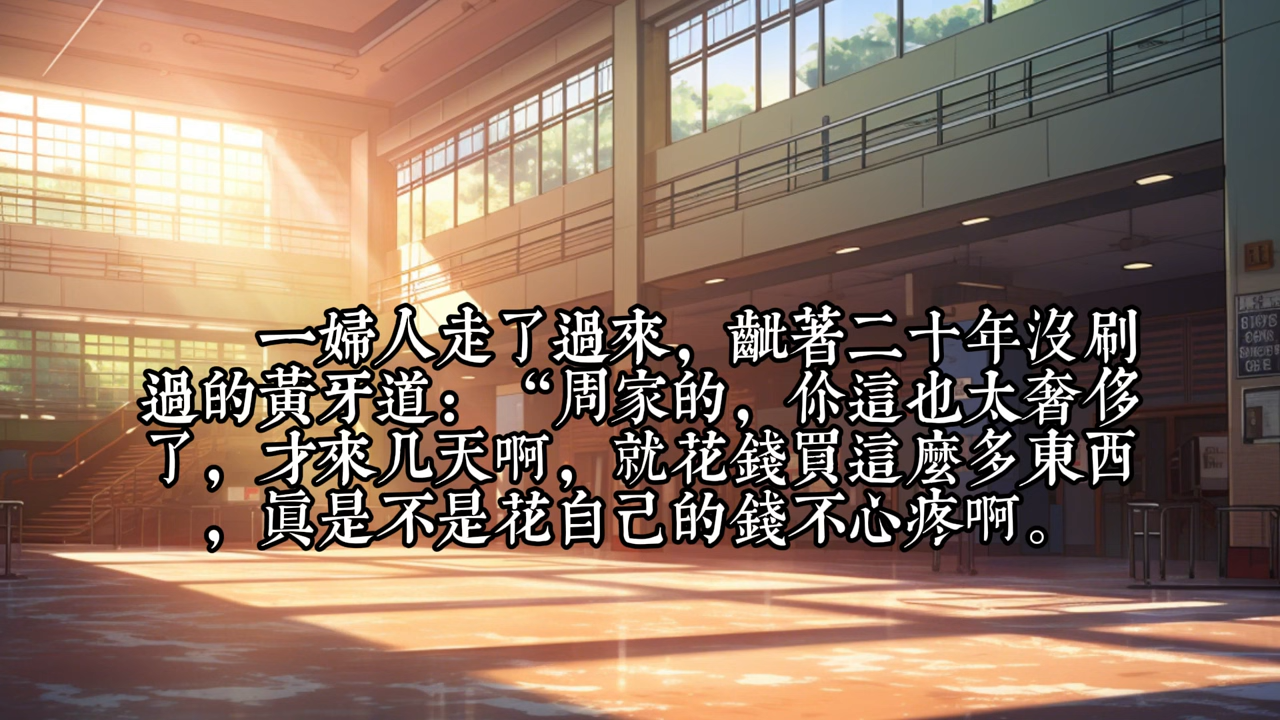 一婦人走了過來，齜著二十年沒刷
過的黃牙道：“周家的，你這也太奢侈
了，才來几天啊，就花錢買這麼多東西
，眞是不是花自己的錢不心疼啊。